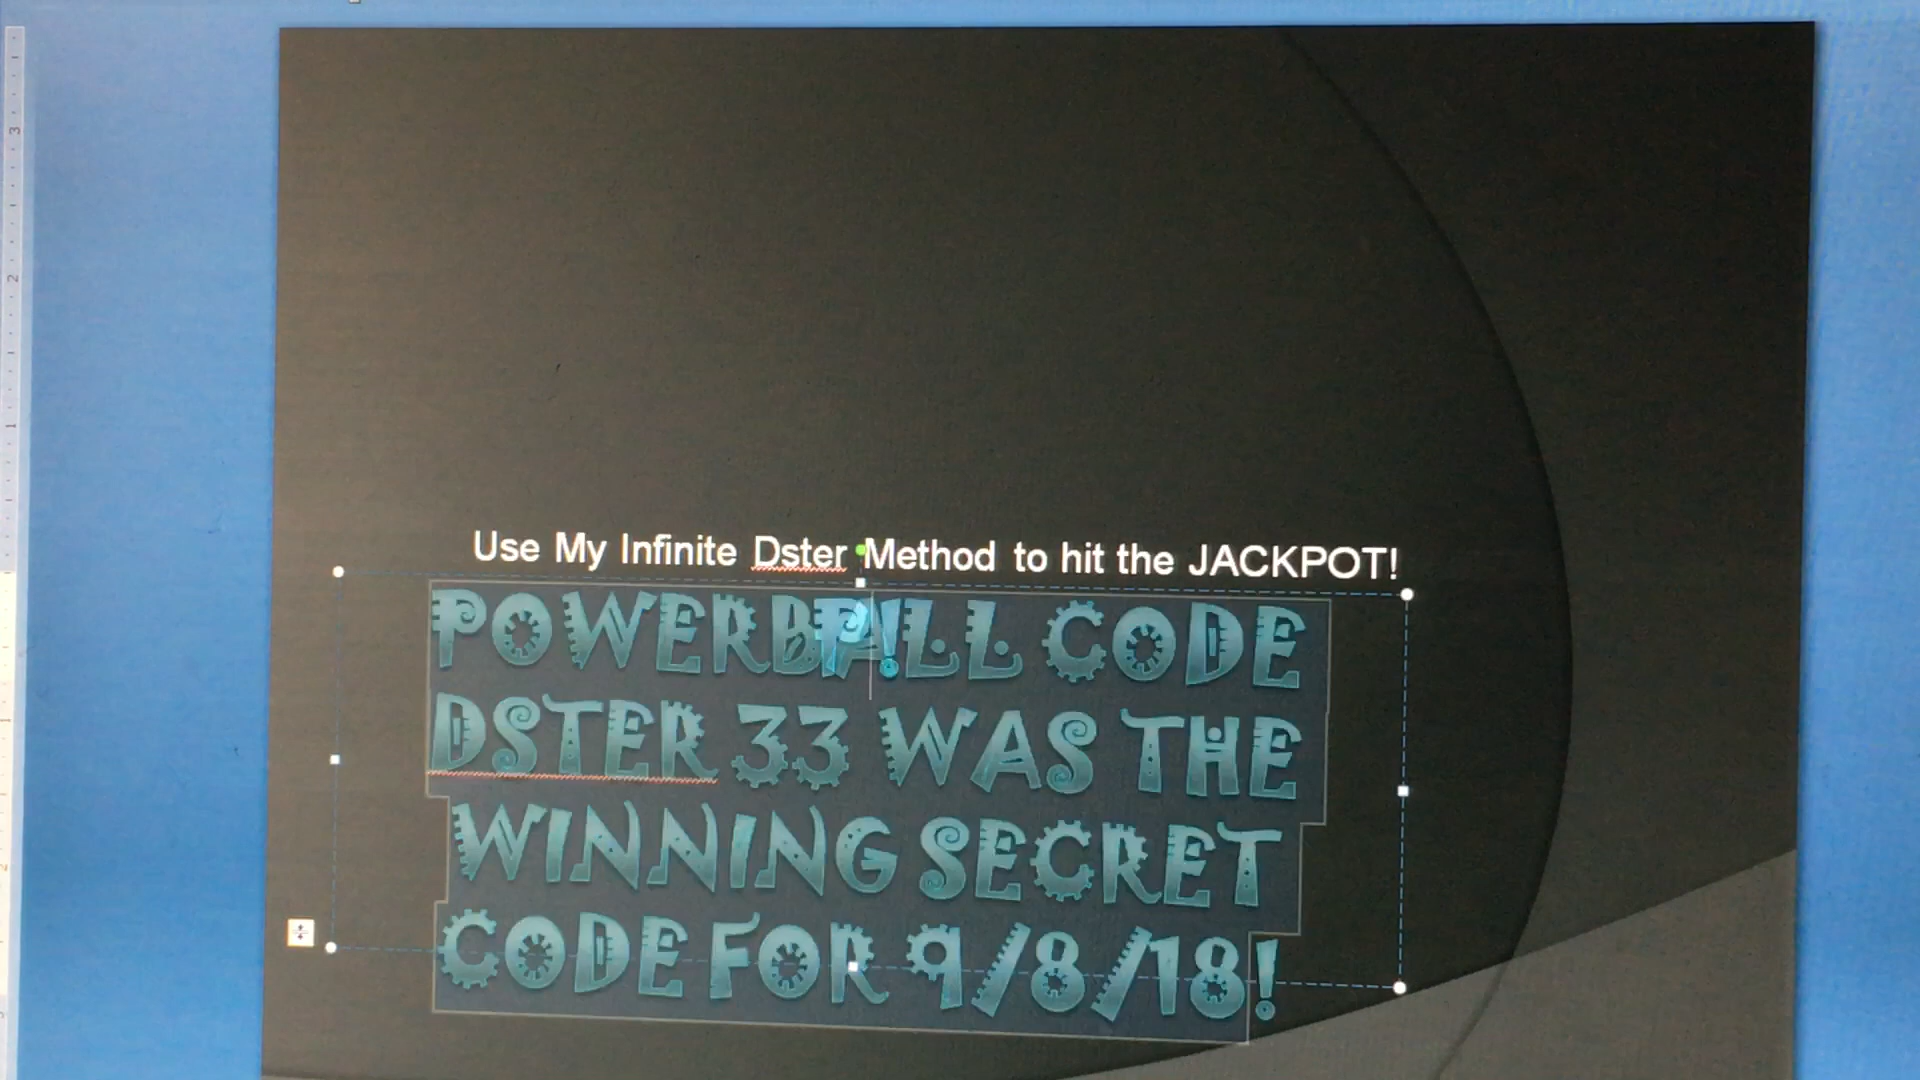 Use My Infinite Dster Method to hit the JACKPOT!
POWERBALL CODE
DSTER 33 WAS THE
WINNING SECRET
CODE FOR 9/8/18!